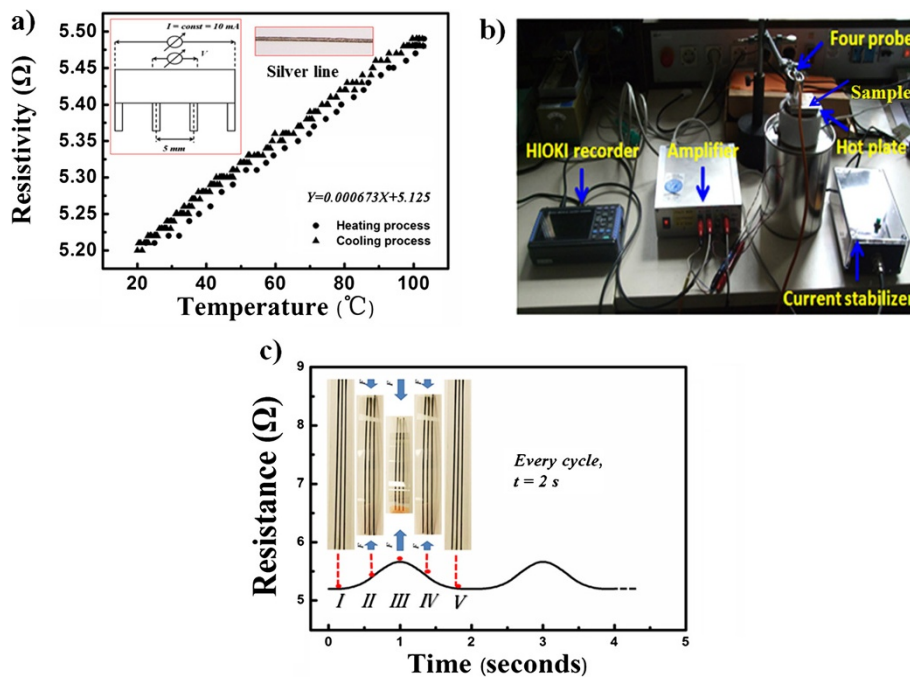 a)
I = const = 10 mA
V
5 mm
Silver line
Resistivity (Ω)
5.50
5.45
5.40
5.35
5.30
5.25
5.20
Y=0.000673X+5.125
Heating process
Cooling process
20 40 60 80 100
Temperature (℃)
b)
Four probe
Sample
Hot plate
HIOKI recorder
Amplifier
Current stabilizer
c)
Resistance (Ω)
9
8
7
6
5
Every cycle,
t = 2 s
I II III IV V
0 1 2 3 4 5
Time (seconds)